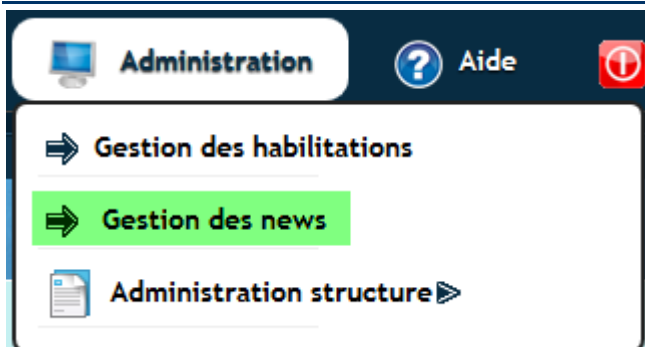 Administration Aide
Gestion des habilitations
Gestion des news
Administration structure